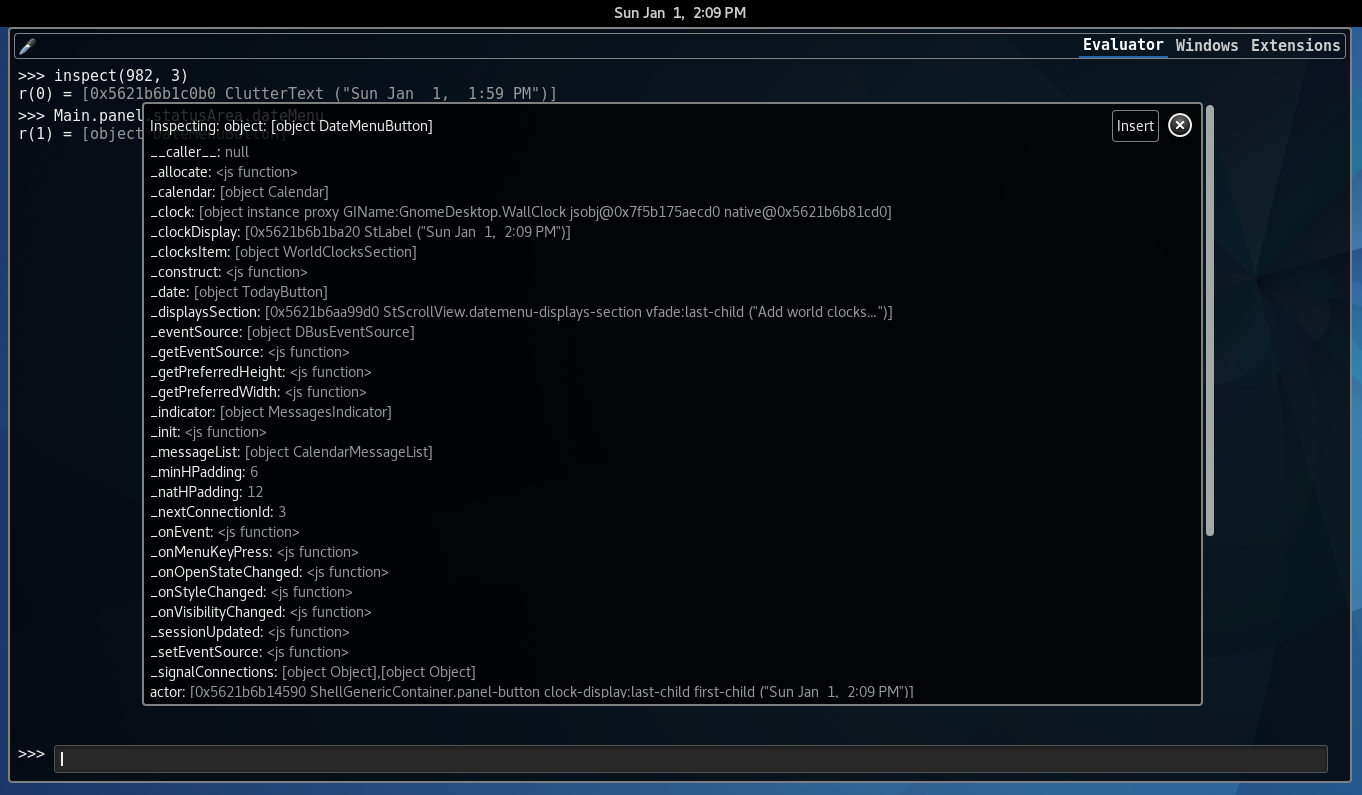 Sun Jan  1,  2:09 PM
Evaluator Windows Extensions
>>> inspect(982, 3)
r(0) = [0x5621b6b1c0b0 ClutterText ("Sun Jan  1,  1:59 PM")]
>>> Main.panel.statusArea.dateMenu
r(1) = [object DateMenuButton]
Inspecting: object: [object DateMenuButton]
Insert
__caller__: null
_allocate: <js function>
_calendar: [object Calendar]
_clock: [object instance proxy GIName:GnomeDesktop.WallClock jsobj@0x7f5b175aecd0 native@0x5621b6b81cd0]
_clockDisplay: [0x5621b6b1ba20 StLabel ("Sun Jan  1,  2:09 PM")]
_clocksItem: [object WorldClocksSection]
_construct: <js function>
_date: [object TodayButton]
_displaysSection: [0x5621b6aa99d0 StScrollView.datemenu-displays-section vfade:last-child ("Add world clocks…")]
_eventSource: [object DBusEventSource]
_getEventSource: <js function>
_getPreferredHeight: <js function>
_getPreferredWidth: <js function>
_indicator: [object MessagesIndicator]
_init: <js function>
_messageList: [object CalendarMessageList]
_minHPadding: 6
_natHPadding: 12
_nextConnectionId: 3
_onEvent: <js function>
_onMenuKeyPress: <js function>
_onOpenStateChanged: <js function>
_onStyleChanged: <js function>
_onVisibilityChanged: <js function>
_sessionUpdated: <js function>
_setEventSource: <js function>
_signalConnections: [object Object],[object Object]
actor: [0x5621b6b14590 ShellGenericContainer.panel-button clock-display:last-child first-child ("Sun Jan  1,  2:09 PM")]
>>>